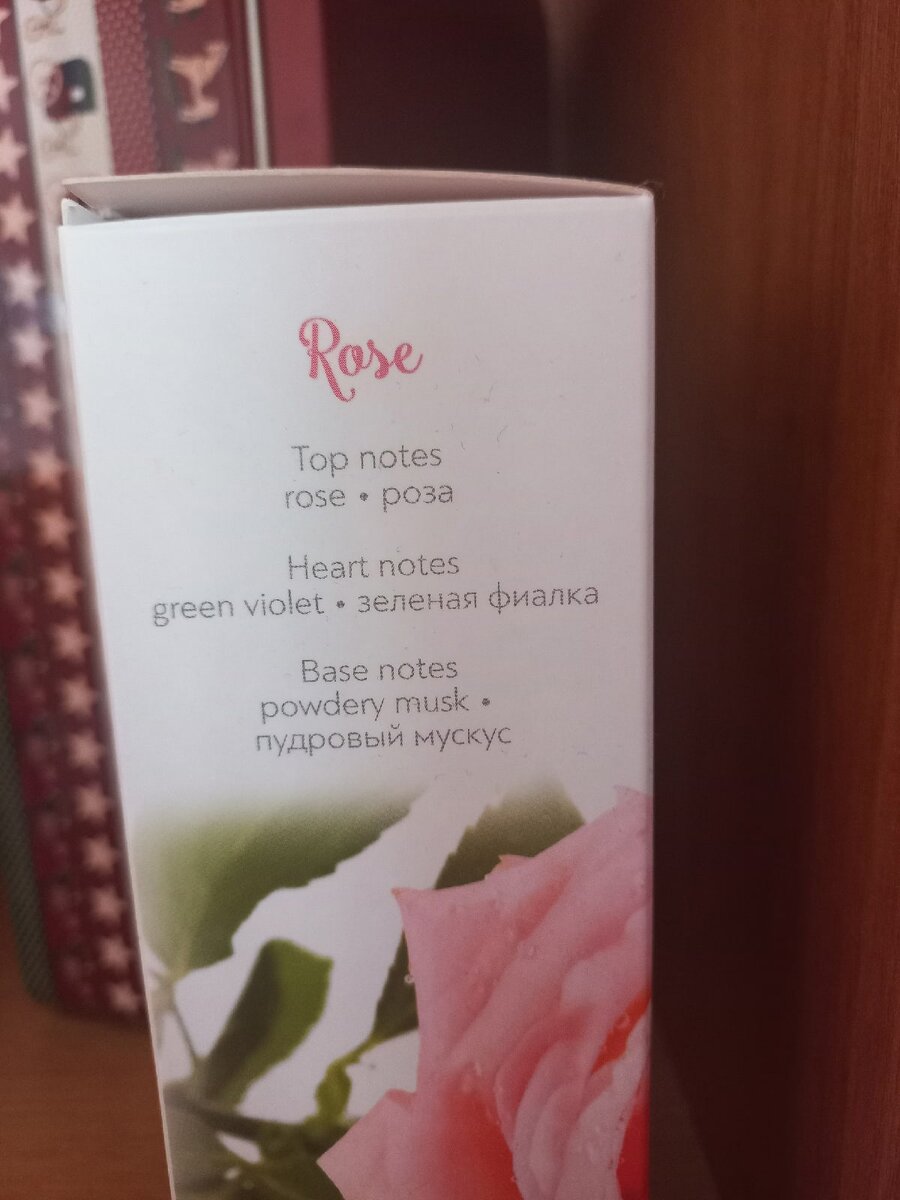 Rose
Top notes
rose • роза
Heart notes
green violet • зеленая фиалка
Base notes
powdery musk •
пудровый мускус